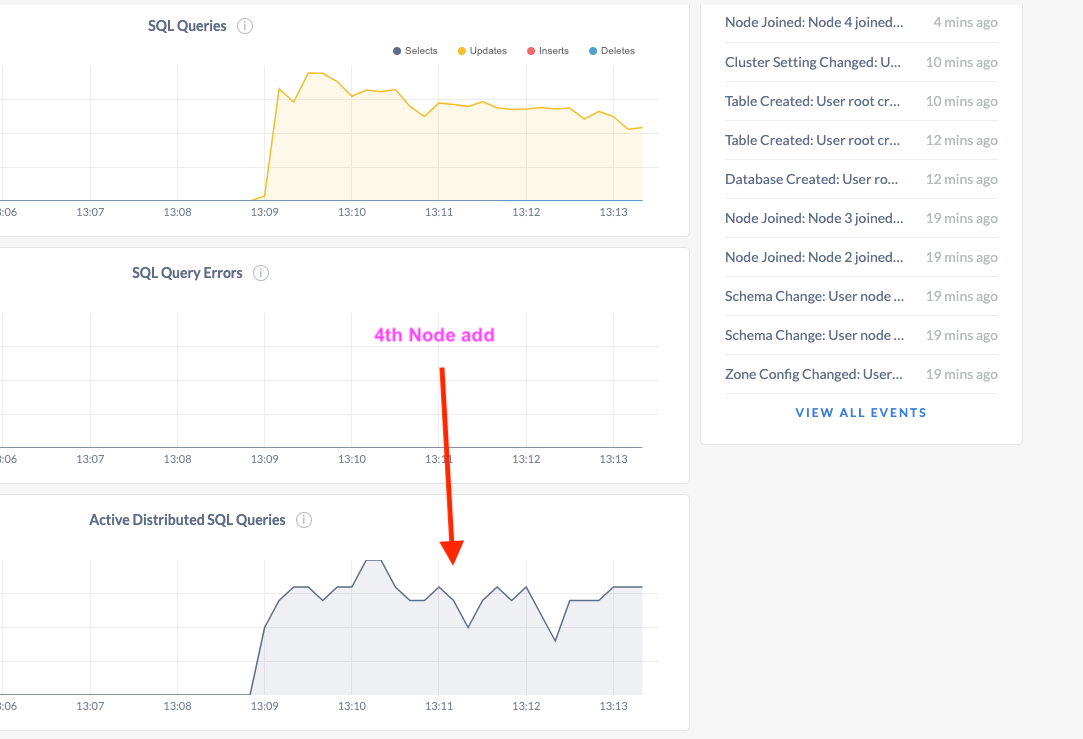 SQL Queries
Selects Updates Inserts Deletes
:06 13:07 13:08 13:09 13:10 13:11 13:12 13:13
SQL Query Errors
4th Node add
:06 13:07 13:08 13:09 13:10 13:11 13:12 13:13
Active Distributed SQL Queries
:06 13:07 13:08 13:09 13:10 13:11 13:12 13:13
Node Joined: Node 4 joined... 4 mins ago
Cluster Setting Changed: U... 10 mins ago
Table Created: User root cr... 10 mins ago
Table Created: User root cr... 12 mins ago
Database Created: User ro... 12 mins ago
Node Joined: Node 3 joined... 19 mins ago
Node Joined: Node 2 joined... 19 mins ago
Schema Change: User node ... 19 mins ago
Schema Change: User node ... 19 mins ago
Zone Config Changed: User... 19 mins ago
VIEW ALL EVENTS